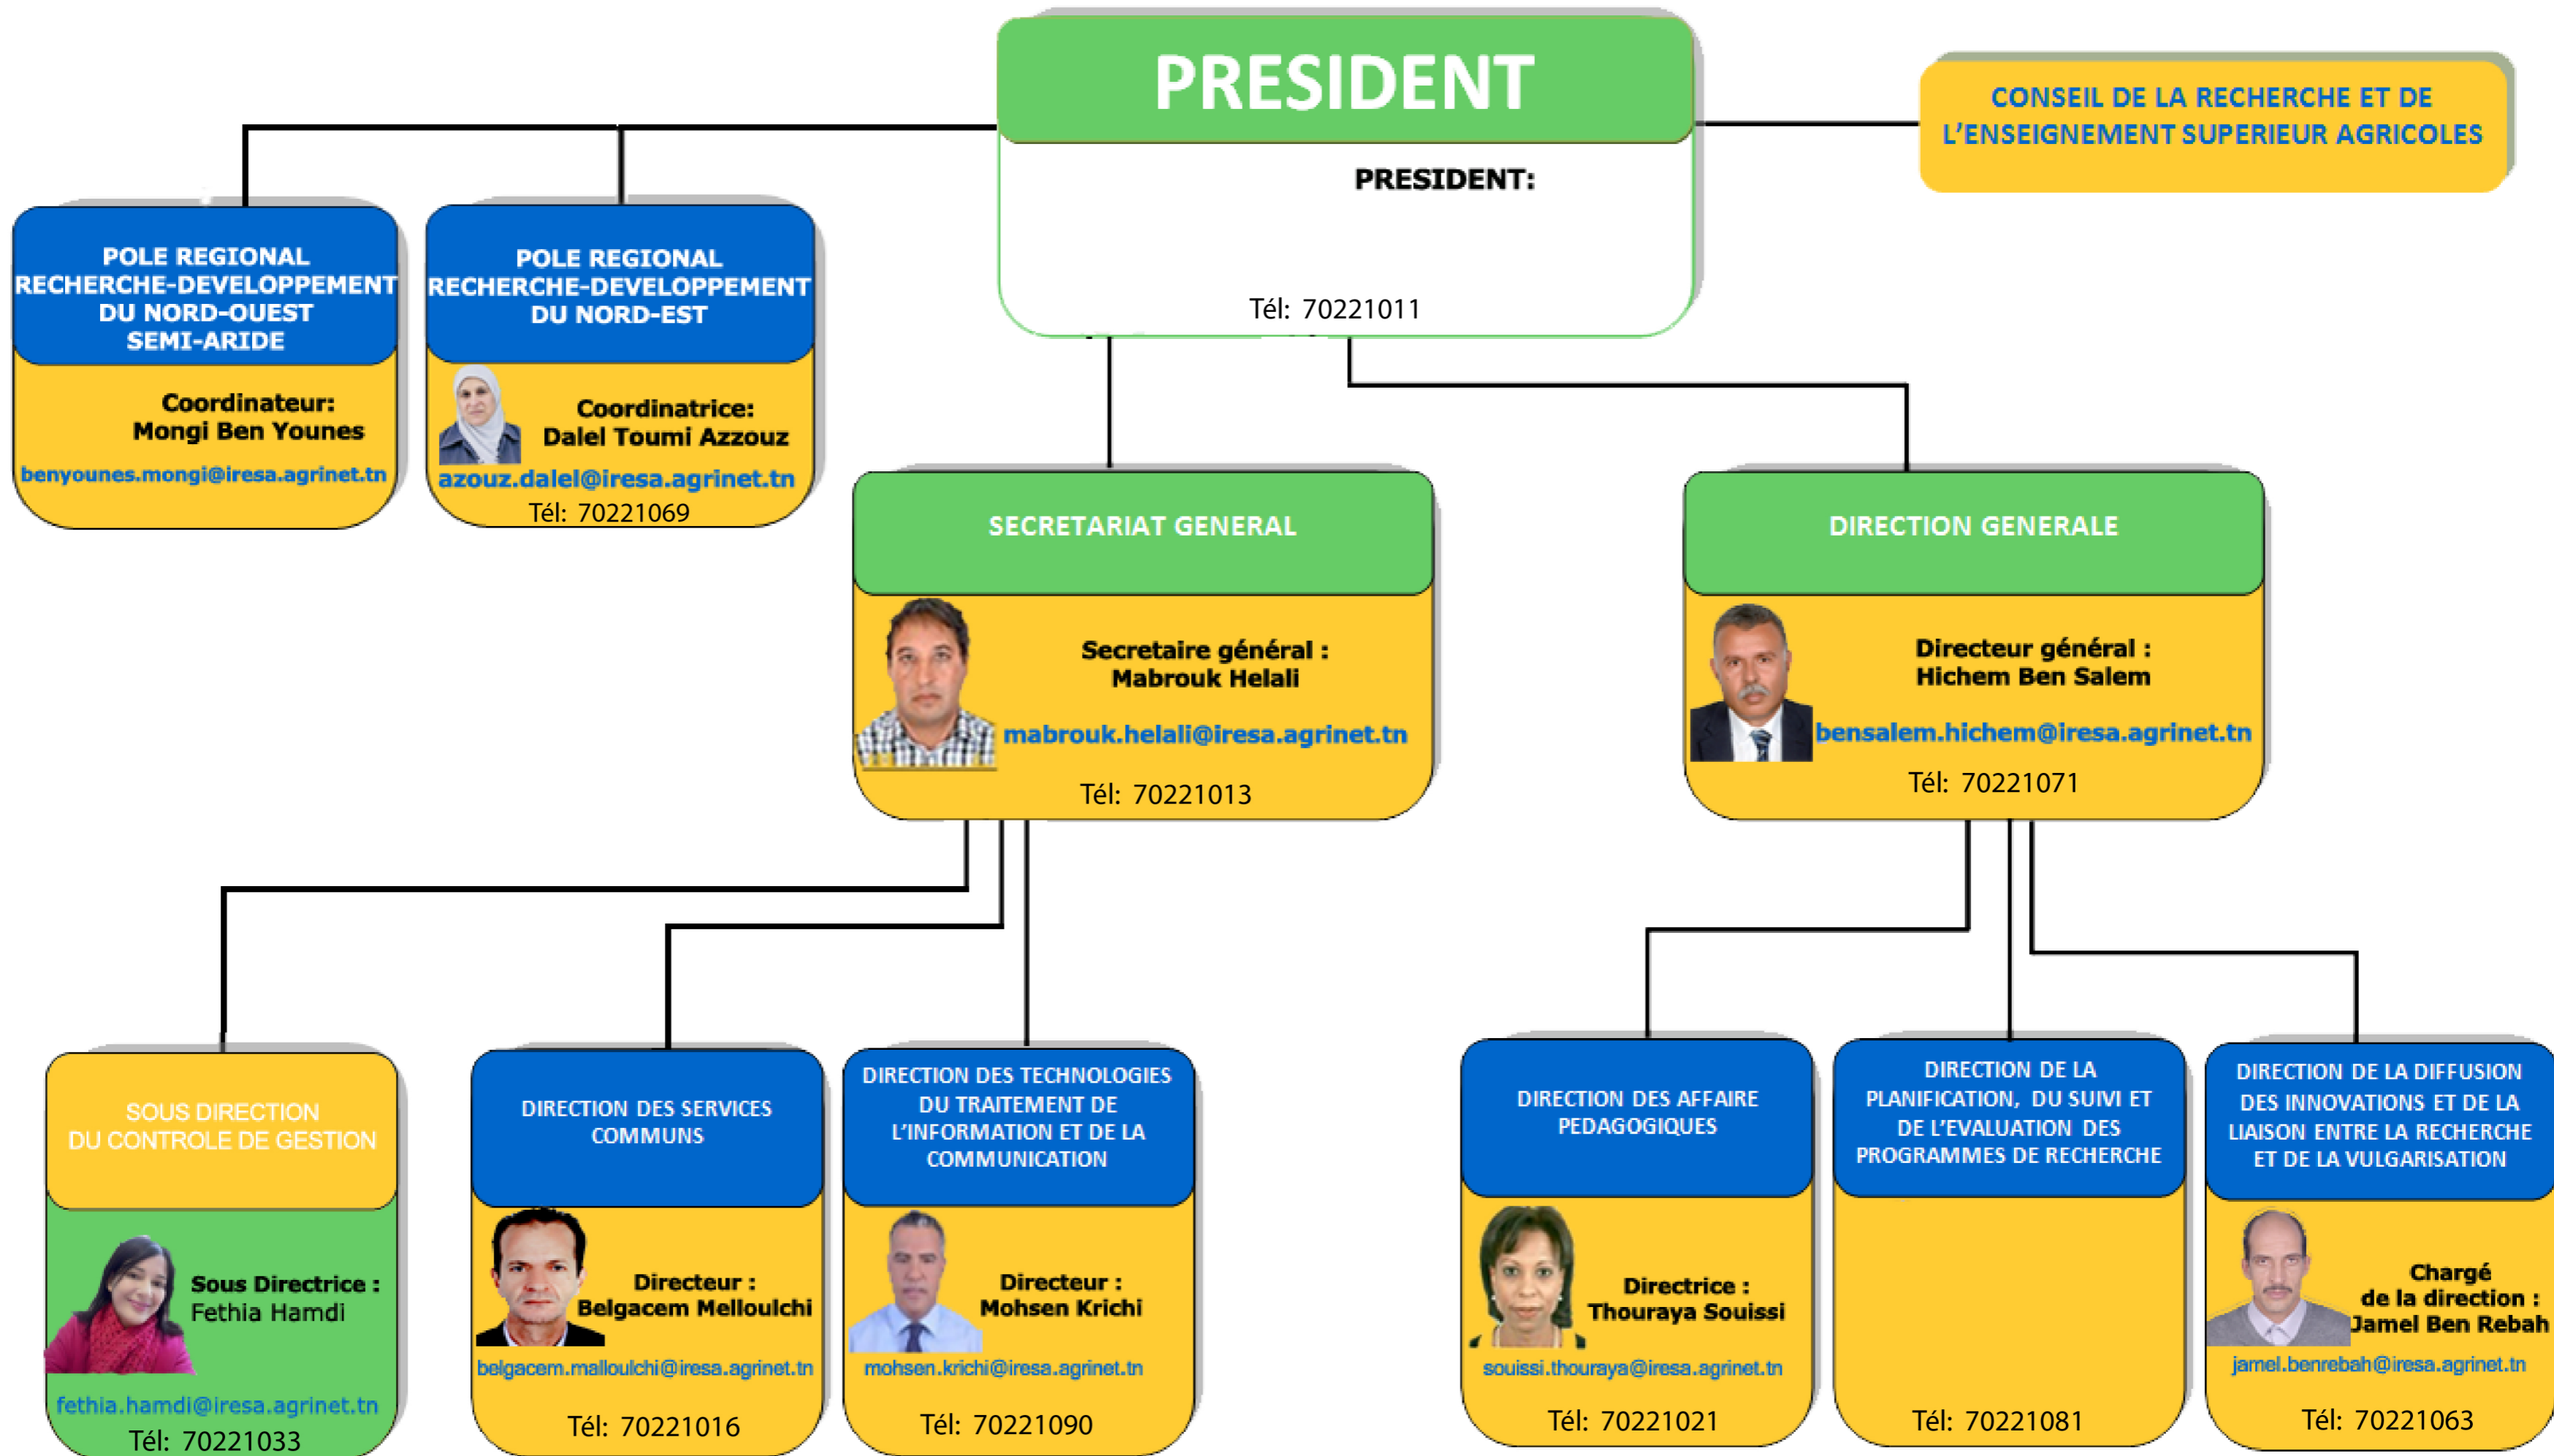 PRESIDENT
PRESIDENT:
Tél: 70221011
CONSEIL DE LA RECHERCHE ET DE
L'ENSEIGNEMENT SUPERIEUR AGRICOLES
POLE REGIONAL
RECHERCHE-DEVELOPPEMENT
DU NORD-OUEST
SEMI-ARIDE
Coordinateur:
Mongi Ben Younes
benyounes.mongi@iresa.agrinet.tn
POLE REGIONAL
RECHERCHE-DEVELOPPEMENT
DU NORD-EST
Coordinatrice:
Dalel Toumi Azzouz
azouz.dalel@iresa.agrinet.tn
Tél: 70221069
SECRETARIAT GENERAL
Secretaire général :
Mabrouk Helali
mabrouk.helali@iresa.agrinet.tn
Tél: 70221013
DIRECTION GENERALE
Directeur général :
Hichem Ben Salem
bensalem.hichem@iresa.agrinet.tn
Tél: 70221071
SOUS DIRECTION
DU CONTROLE DE GESTION
Sous Directrice :
Fethia Hamdi
fethia.hamdi@iresa.agrinet.tn
Tél: 70221033
DIRECTION DES SERVICES
COMMUNS
Directeur :
Belgacem Melloulchi
belgacem.malloulchi@iresa.agrinet.tn
Tél: 70221016
DIRECTION DES TECHNOLOGIES
DU TRAITEMENT DE
L'INFORMATION ET DE LA
COMMUNICATION
Directeur :
Mohsen Krichi
mohsen.krichi@iresa.agrinet.tn
Tél: 70221090
DIRECTION DES AFFAIRE
PEDAGOGIQUES
Directrice :
Thouraya Souissi
souissi.thouraya@iresa.agrinet.tn
Tél: 70221021
DIRECTION DE LA
PLANIFICATION, DU SUIVI ET
DE L'EVALUATION DES
PROGRAMMES DE RECHERCHE
Tél: 70221081
DIRECTION DE LA DIFFUSION
DES INNOVATIONS ET DE LA
LIAISON ENTRE LA RECHERCHE
ET DE LA VULGARISATION
Chargé
de la direction :
Jamel Ben Rebah
jamel.benrebah@iresa.agrinet.tn
Tél: 70221063